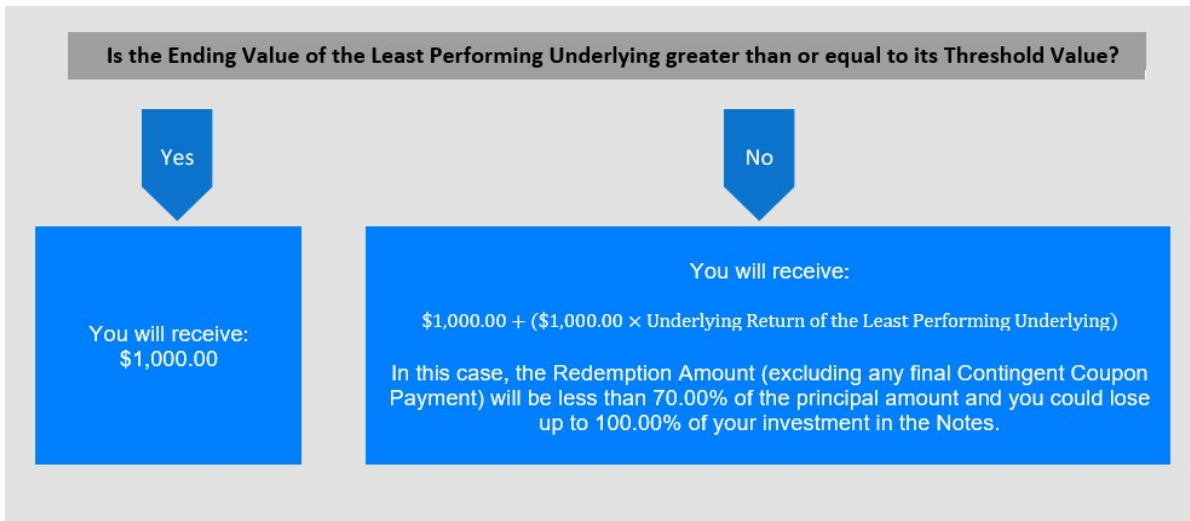 Is the Ending Value of the Least Performing Underlying greater than or equal to its Threshold Value?
Yes
No
You will receive:
$1,000.00
You will receive:
$1,000.00 + ($1,000.00 × Underlying Return of the Least Performing Underlying)
In this case, the Redemption Amount (excluding any final Contingent Coupon
Payment) will be less than 70.00% of the principal amount and you could lose
up to 100.00% of your investment in the Notes.